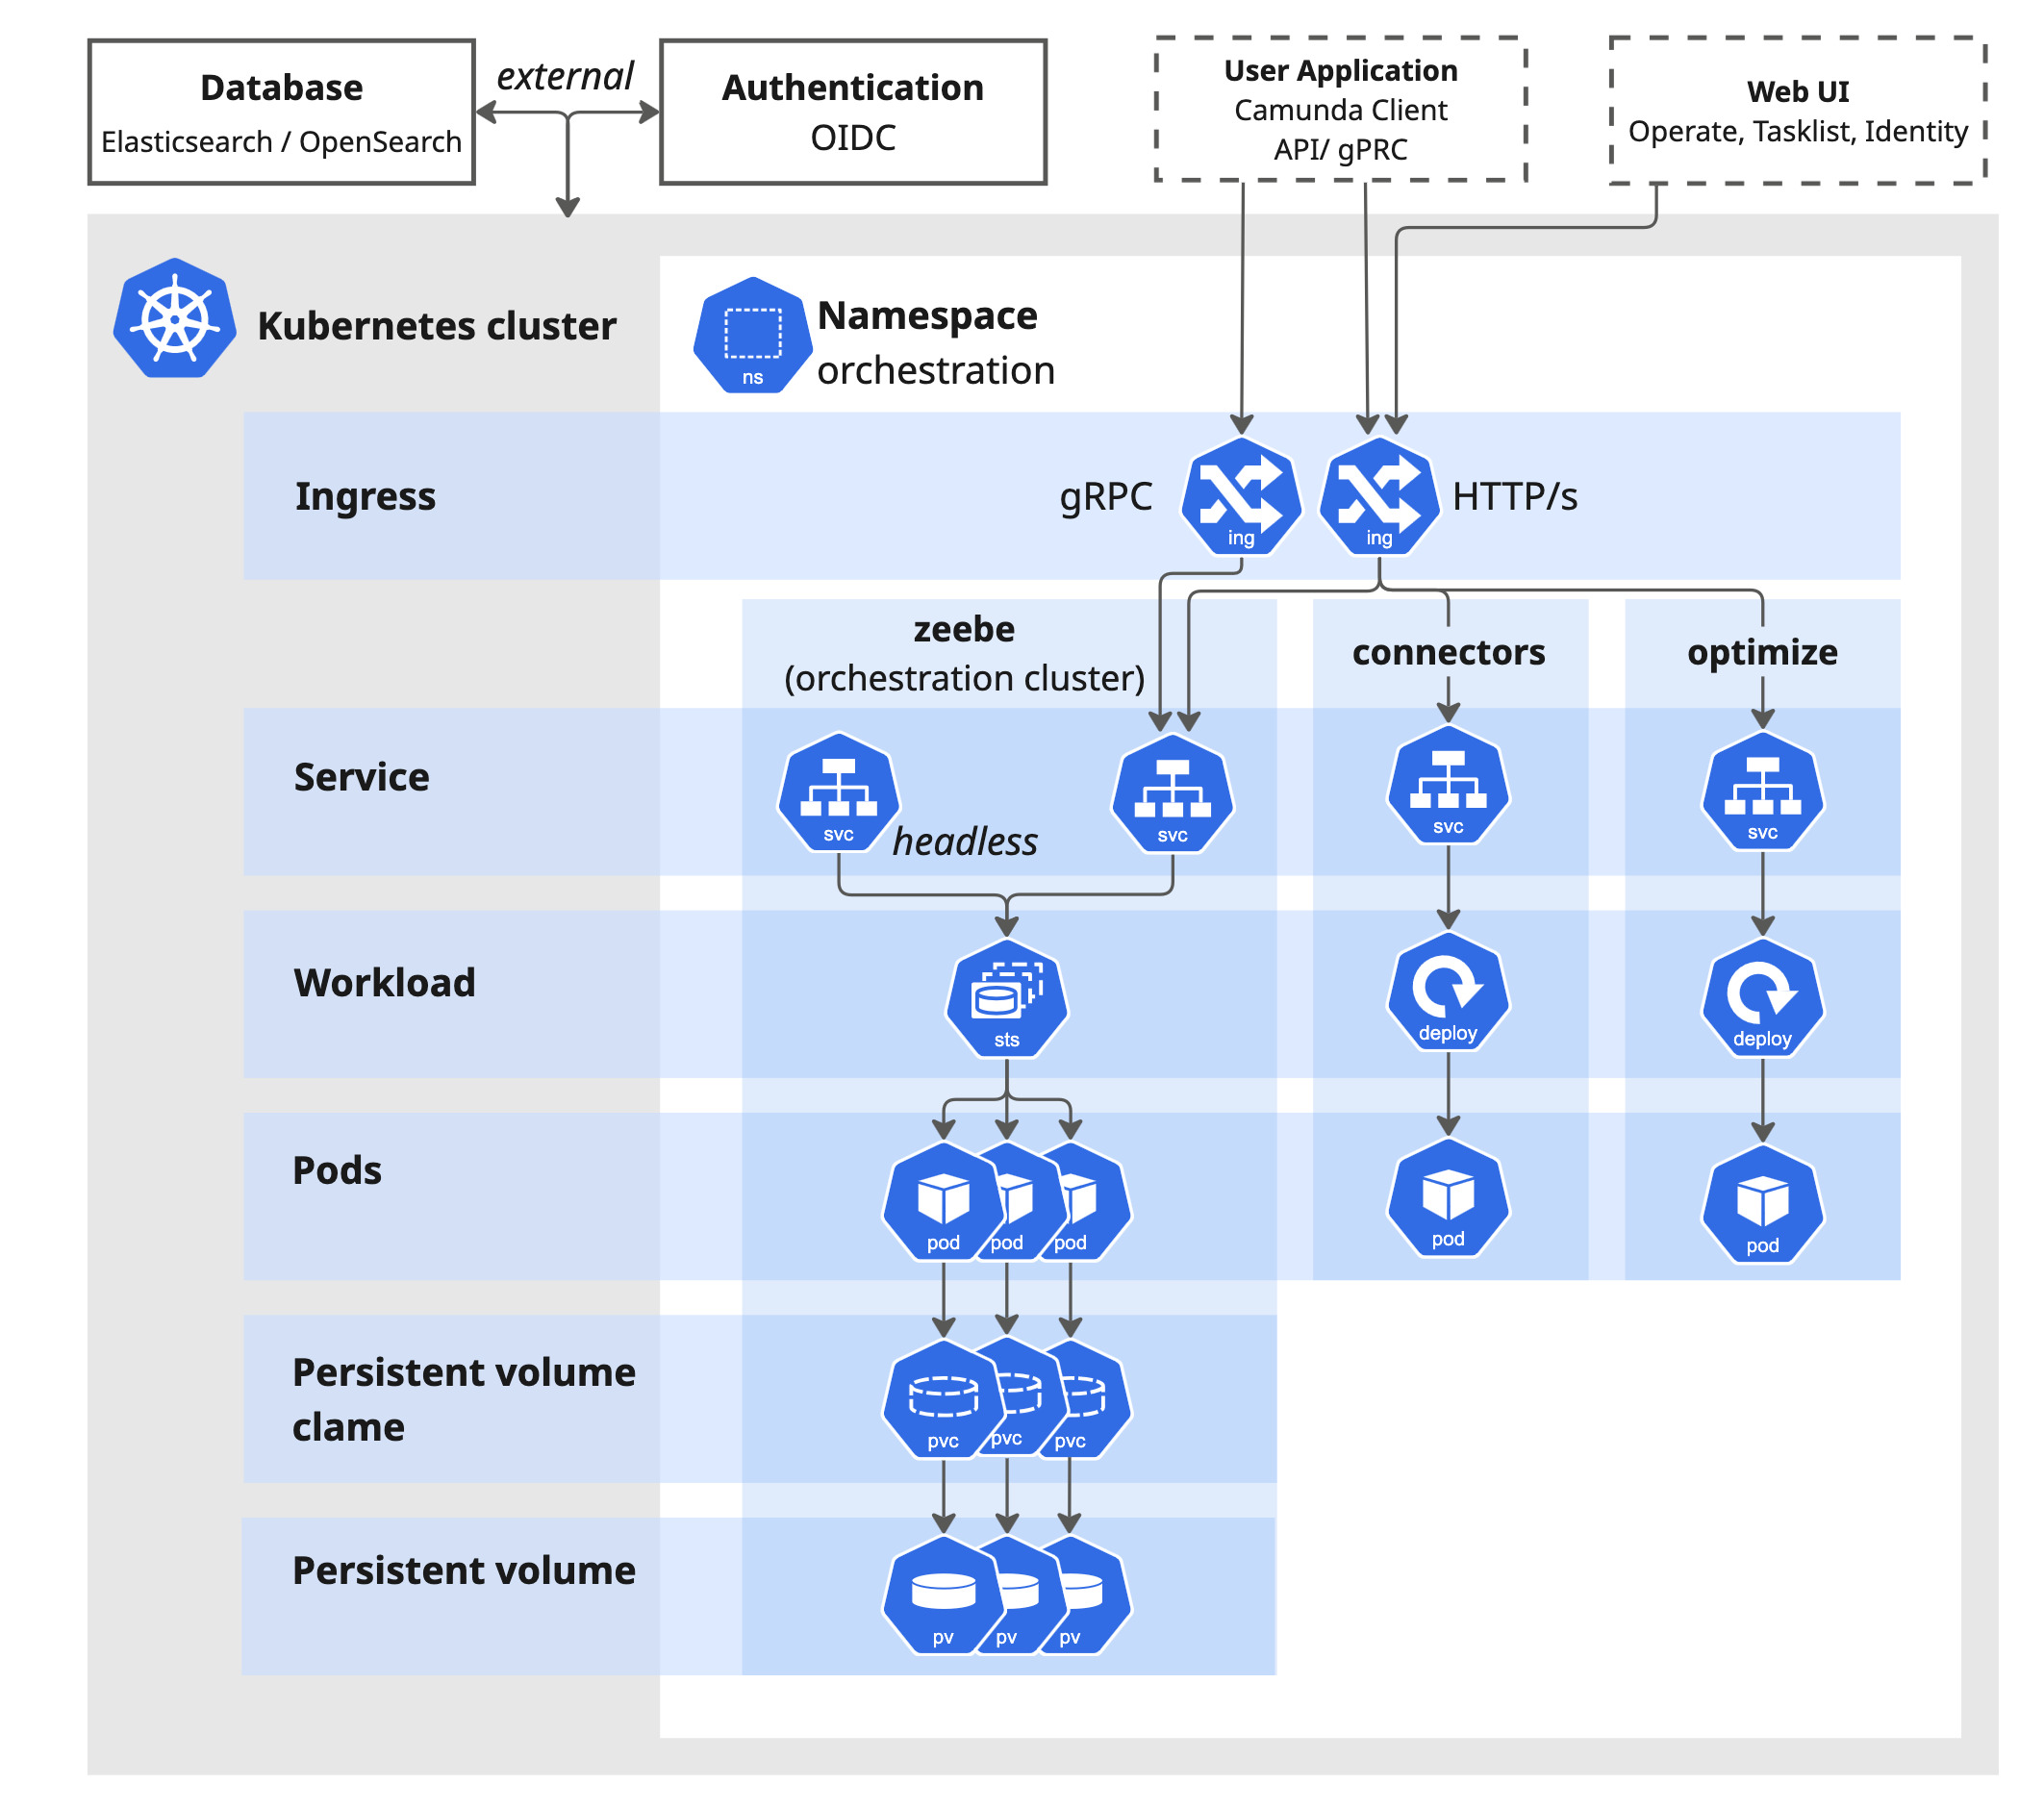 Database
Elasticsearch / OpenSearch
external
Authentication
OIDC
User Application
Camunda Client
API/ gPRC
Web UI
Operate, Tasklist, Identity
Kubernetes cluster
ns
Namespace
orchestration
Ingress
gRPC
ing
ing
HTTP/s
zeebe
(orchestration cluster)
connectors
optimize
Service
svc
headless
svc
svc
svc
Workload
sts
deploy
deploy
Pods
pod
pod
pod
pod
pod
Persistent volume
clame
pvc
pvc
pvc
Persistent volume
pv
pv
pv